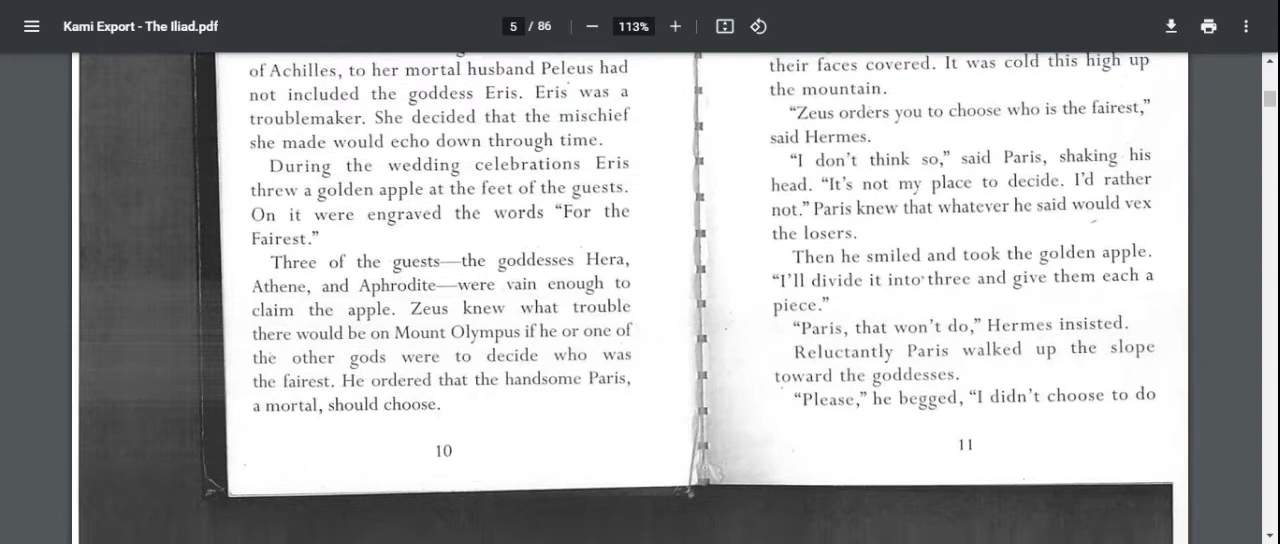 Kami Export - The Iliad.pdf
5 / 86
113%
of Achilles, to her mortal husband Peleus had
not included the goddess Eris. Eris was a
troublemaker. She decided that the mischief
she made would echo down through time.
During the wedding celebrations Eris
threw a golden apple at the feet of the guests.
On it were engraved the words “For the
Fairest.”
Three of the guests—the goddesses Hera,
Athene, and Aphrodite—were vain enough to
claim the apple. Zeus knew what trouble
there would be on Mount Olympus if he or one of
the other gods were to decide who was
the fairest. He ordered that the handsome Paris,
a mortal, should choose.
10
their faces covered. It was cold this high up
the mountain.
“Zeus orders you to choose who is the fairest,”
said Hermes.
“I don’t think so,” said Paris, shaking his
head. “It’s not my place to decide. I’d rather
not.” Paris knew that whatever he said would vex
the losers.
Then he smiled and took the golden apple.
“I’ll divide it into three and give them each a
piece.”
“Paris, that won’t do,” Hermes insisted.
Reluctantly Paris walked up the slope
toward the goddesses.
“Please,” he begged, “I didn’t choose to do
11